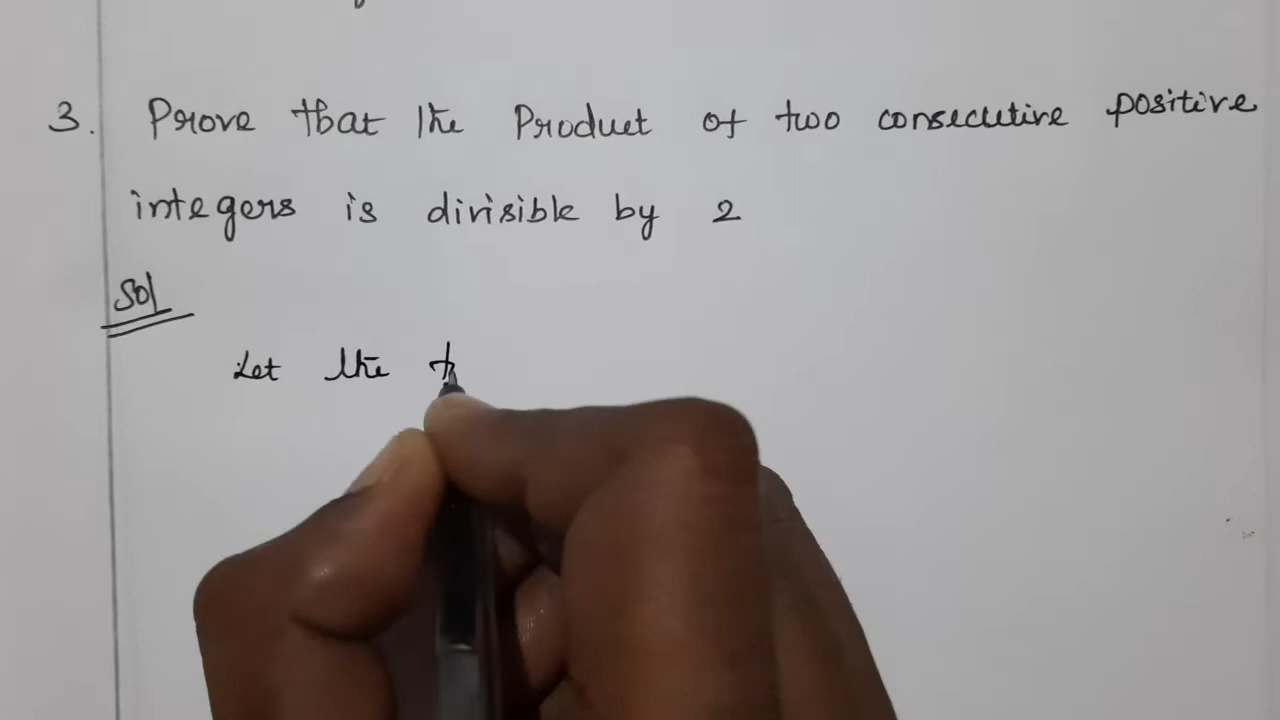 3. Prove that the Product of two consecutive positive
integers is divisible by 2
Sol
Let the